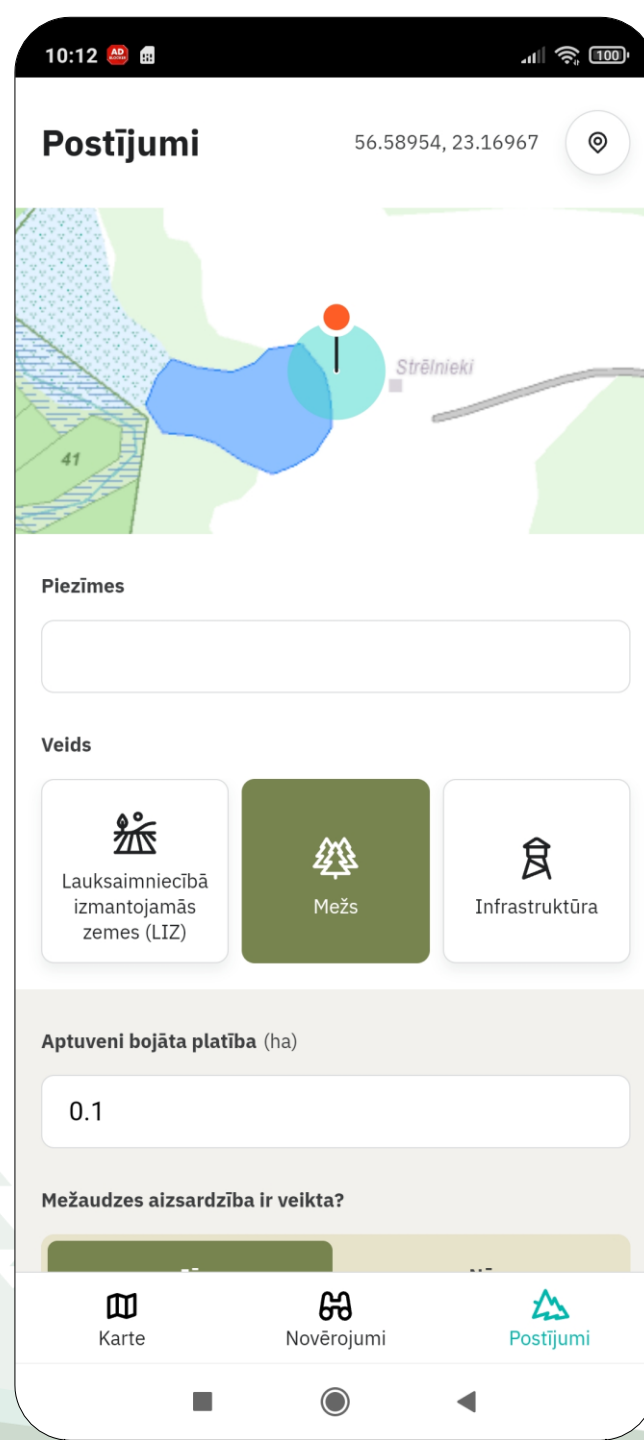 10:12
100
Postījumi
56.58954, 23.16967
Strēlnieki
41
Piezīmes
Veids
Lauksaimniecībā
izmantojamās
zemes (LIZ)
Mežs
Infrastruktūra
Aptuveni bojāta platība (ha)
0.1
Mežaudzes aizsardzība ir veikta?
Karte
Novērojumi
Postījumi